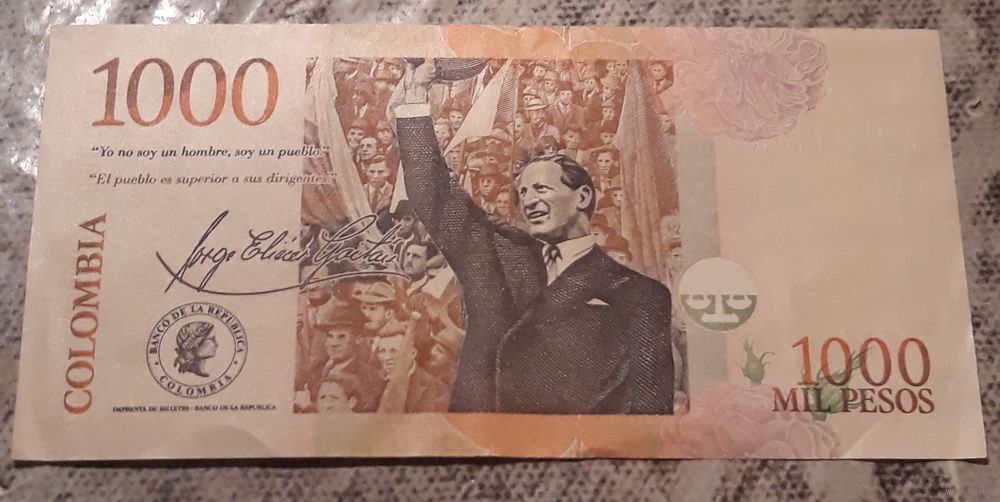 1000
"Yo no soy un hombre, soy un pueblo."
"El pueblo es superior a sus dirigentes."
Jorge Eliécer Gaitán
COLOMBIA
BANCO DE LA REPUBLICA
COLOMBIA
IMPRENTA DE BILLETES - BANCO DE LA REPUBLICA
1000
MIL PESOS